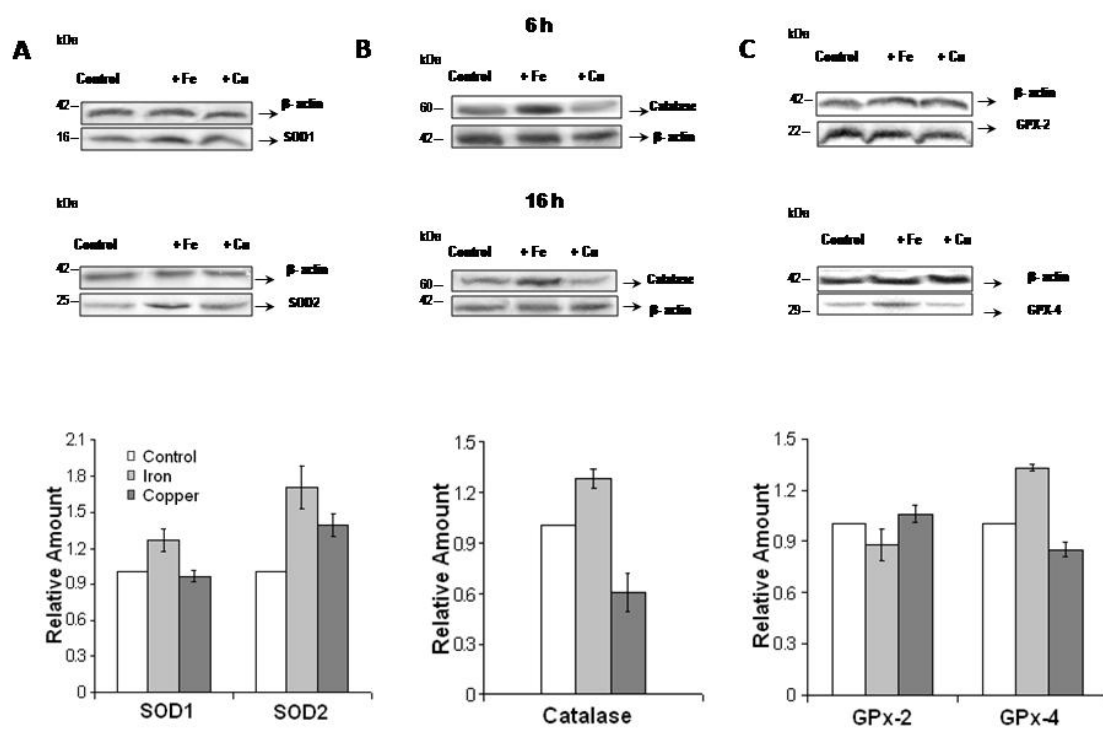 6 h
A
kDa
Control + Fe + Cu
42
β- actin
16
SOD1
kDa
Control + Fe + Cu
42
β- actin
25
SOD2
B
kDa
Control + Fe + Cu
60
Catalase
42
β- actin
16 h
kDa
Control + Fe + Cu
60
Catalase
42
β- actin
C
kDa
Control + Fe + Cu
42
β- actin
22
GPX-2
kDa
Control + Fe + Cu
42
β- actin
29
GPX-4
Relative Amount
2.1
1.8
1.5
1.2
0.9
0.6
0.3
0
Control
Iron
Copper
SOD1 SOD2
Relative Amount
1.5
1.2
0.9
0.6
0.3
0
Catalase
Relative Amount
1.5
1.2
0.9
0.6
0.3
0
GPx-2 GPx-4